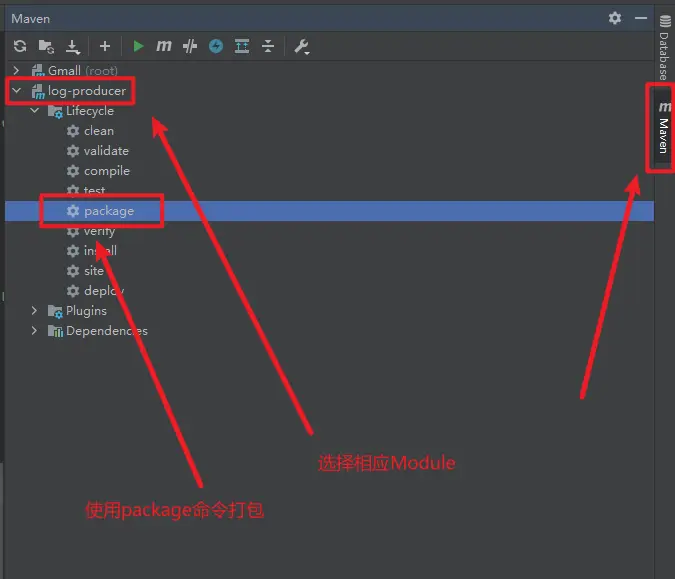 Maven
Database
m
Gmall (root)
log-producer
Maven
Lifecycle
clean
validate
compile
test
package
verify
install
site
deploy
Plugins
Dependencies
选择相应Module
使用package命令打包